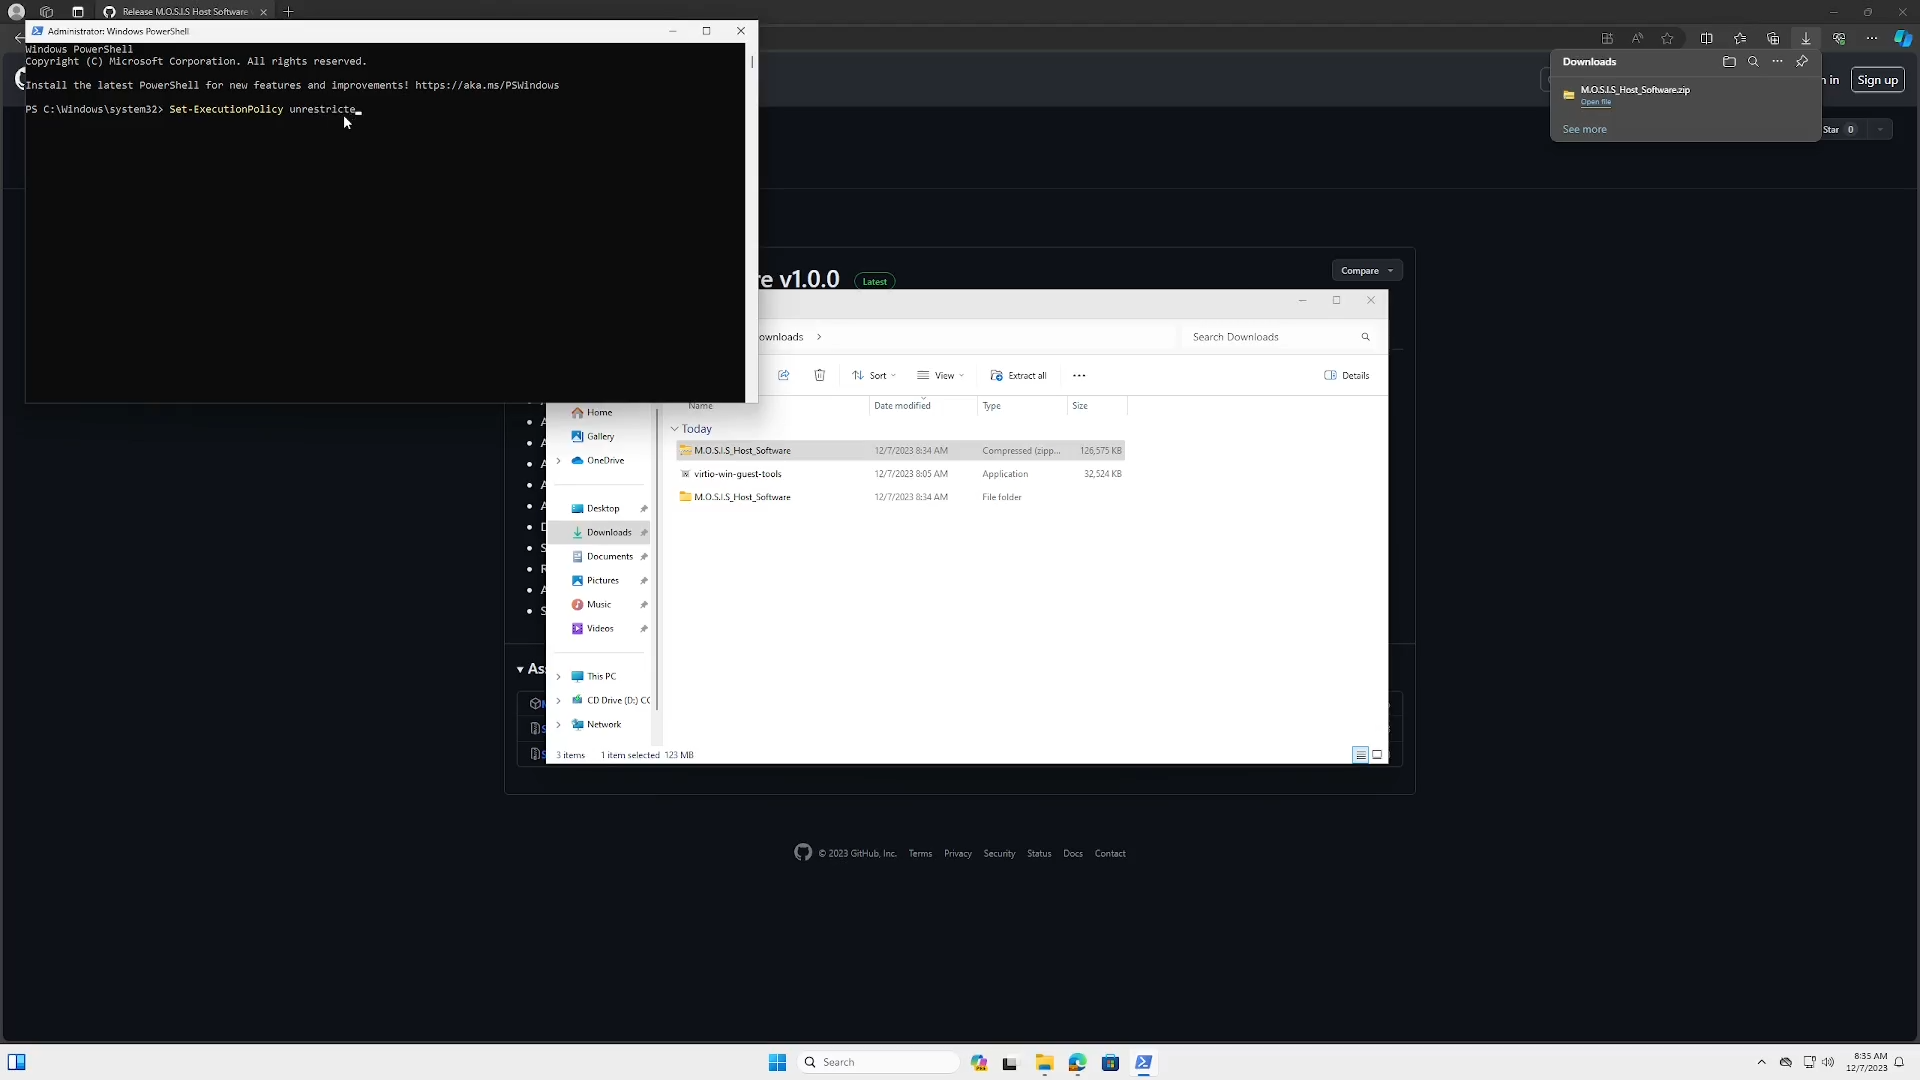 Release M.O.S.I.S Host Software
Administrator: Windows PowerShell
Windows PowerShell
Copyright (C) Microsoft Corporation. All rights reserved.
Install the latest PowerShell for new features and improvements! https://aka.ms/PSWindows
PS C:\Windows\system32> Set-ExecutionPolicy unrestricte_
Downloads
M.O.S.I.S_Host_Software.zip
Open file
See more
n in
Sign up
Star 0
re v1.0.0
Latest
Compare
ownloads
Search Downloads
Sort
View
Extract all
Details
Name
Date modified
Type
Size
Home
Gallery
OneDrive
Desktop
Downloads
Documents
Pictures
Music
Videos
This PC
CD Drive (D:) CC
Network
Today
M.O.S.I.S_Host_Software 12/7/2023 8:34 AM Compressed (zipp... 126,575 KB
virtio-win-guest-tools 12/7/2023 8:05 AM Application 32,524 KB
M.O.S.I.S_Host_Software 12/7/2023 8:34 AM File folder
3 items 1 item selected 123 MB
Ass
© 2023 GitHub, Inc. Terms Privacy Security Status Docs Contact
Search
8:35 AM
12/7/2023